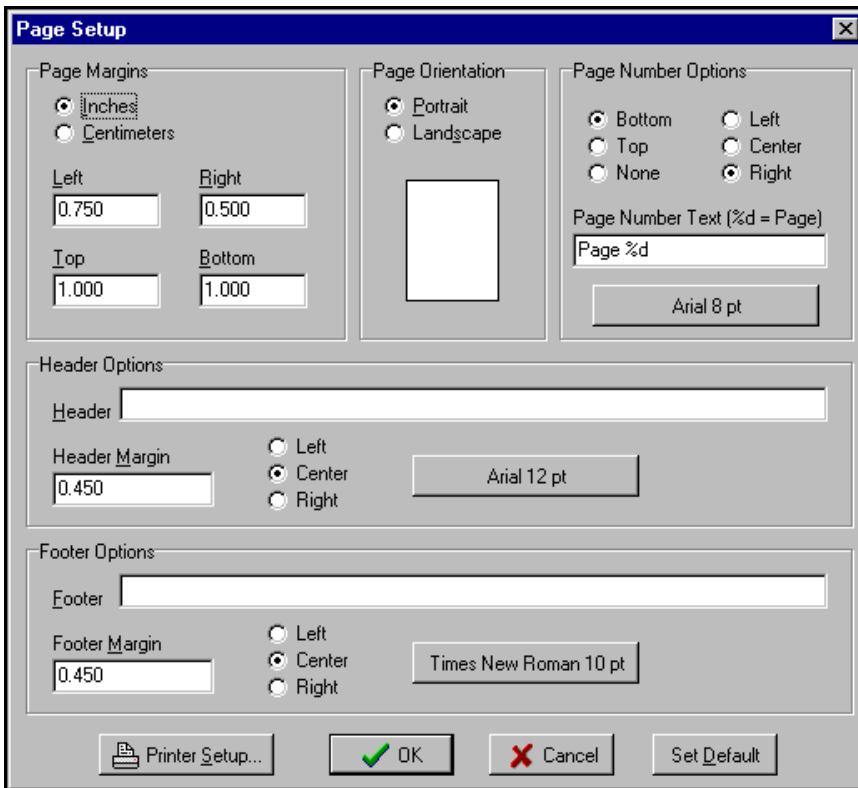 Page Setup
Page Margins
Inches
Centimeters
Left
Right
0.750
0.500
Top
Bottom
1.000
1.000
Page Orientation
Portrait
Landscape
Page Number Options
Bottom
Left
Top
Center
None
Right
Page Number Text (%d = Page)
Page %d
Arial 8 pt
Header Options
Header
Header Margin
0.450
Left
Center
Right
Arial 12 pt
Footer Options
Footer
Footer Margin
0.450
Left
Center
Right
Times New Roman 10 pt
Printer Setup...
OK
Cancel
Set Default